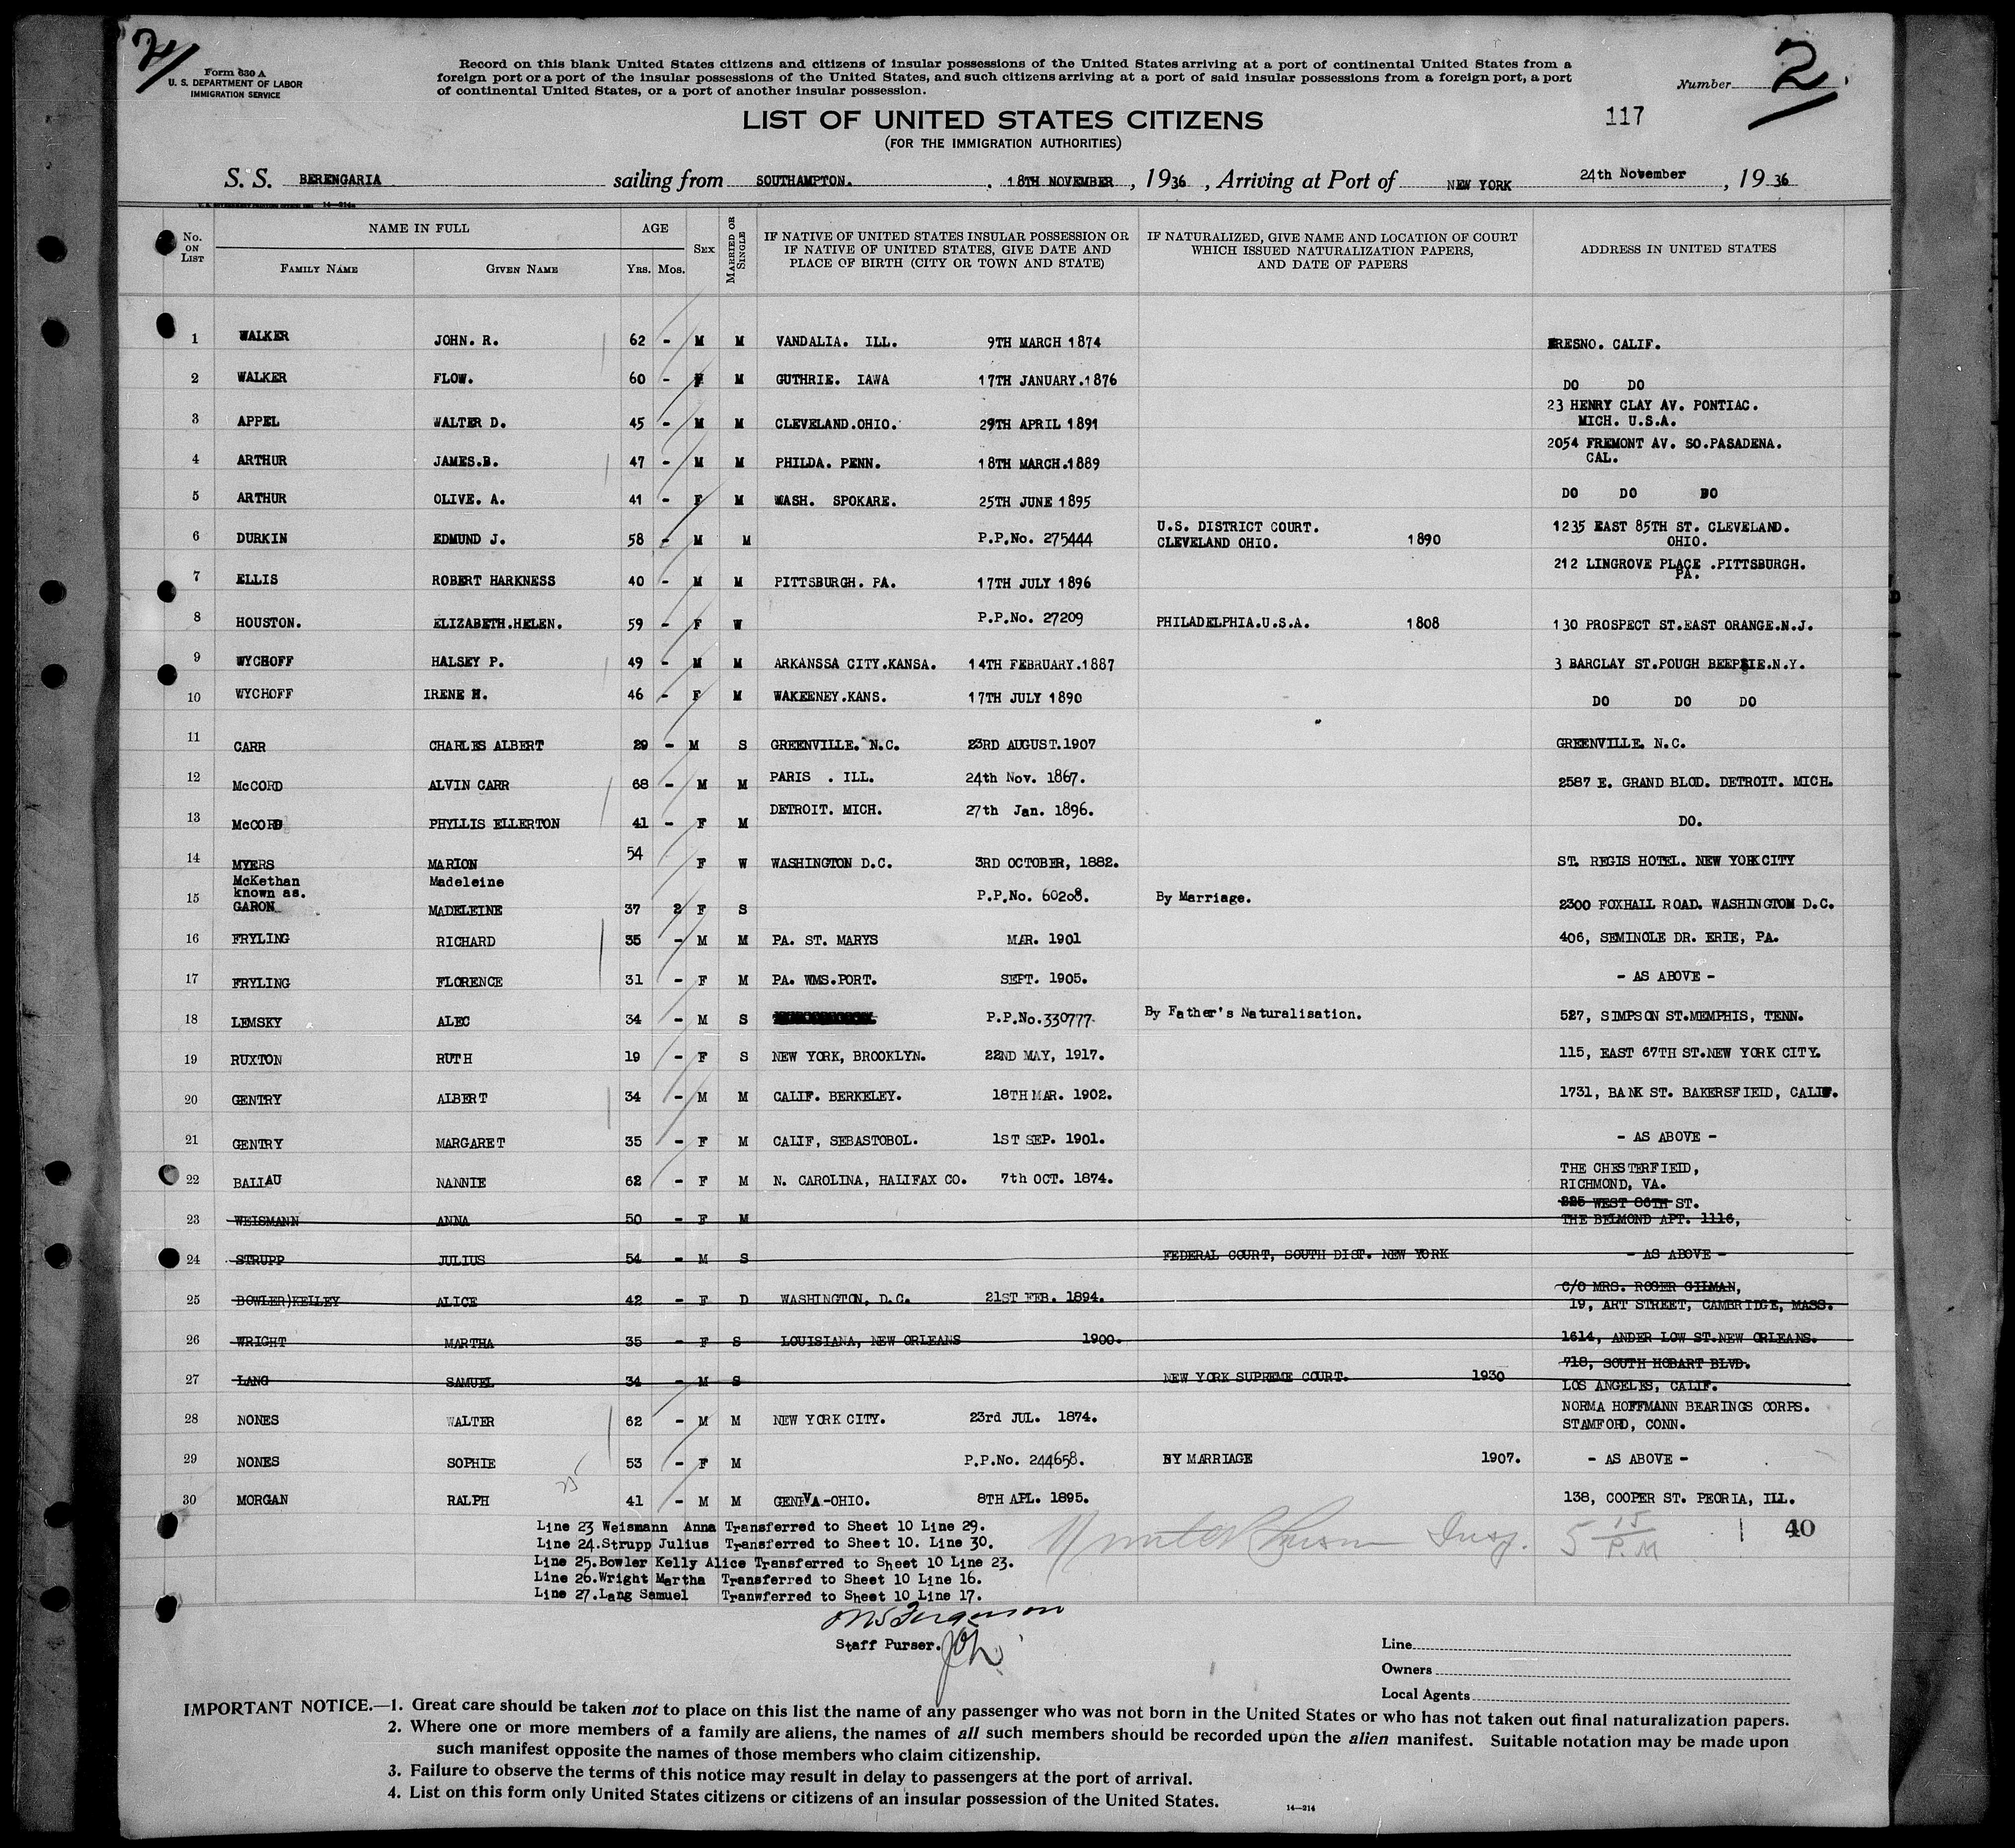 2/
Form 630 A
U. S. DEPARTMENT OF LABOR
IMMIGRATION SERVICE
Record on this blank United States citizens and citizens of insular possessions of the United States arriving at a port of continental United States from a
foreign port or a port of the insular possessions of the United States, and such citizens arriving at a port of said insular possessions from a foreign port, a port
of continental United States, or a port of another insular possession.
Number 2
LIST OF UNITED STATES CITIZENS
117
(FOR THE IMMIGRATION AUTHORITIES)
S. S. BERENGARIA sailing from SOUTHAMPTON. , 18TH NOVEMBER , 1936 , Arriving at Port of NEW YORK 24th November , 1936
No. ON LIST NAME IN FULL FAMILY NAME GIVEN NAME AGE Yrs. Mos. SEX MARRIED OR SINGLE IF NATIVE OF UNITED STATES INSULAR POSSESSION OR IF NATIVE OF UNITED STATES, GIVE DATE AND PLACE OF BIRTH (CITY OR TOWN AND STATE) IF NATURALIZED, GIVE NAME AND LOCATION OF COURT WHICH ISSUED NATURALIZATION PAPERS, AND DATE OF PAPERS ADDRESS IN UNITED STATES
1 WALKER JOHN. R. 62 - M M VANDALIA. ILL. 9TH MARCH 1874 FRESNO. CALIF.
2 WALKER FLOW. 60 - F M GUTHRIE. IAWA 17TH JANUARY.1876 DO DO
3 APPEL WALTER D. 45 - M M CLEVELAND.OHIO. 29TH APRIL 1891 23 HENRY CLAY AV. PONTIAC.
MICH. U.S.A.
4 ARTHUR JAMES.B. 47 - M M PHILDA. PENN. 18TH MARCH.1889 2054 FREMONT AV. SO.PASADENA.
CAL.
5 ARTHUR OLIVE. A. 41 - F M WASH. SPOKARE. 25TH JUNE 1895 DO DO DO
6 DURKIN EDMUND J. 58 - M M P.P.No. 275444 U.S. DISTRICT COURT.
CLEVELAND OHIO. 1890 1235 EAST 85TH ST. CLEVELAND.
OHIO.
7 ELLIS ROBERT HARKNESS 40 - M M PITTSBURGH. PA. 17TH JULY 1896 212 LINGROVE PLACE .PITTSBURGH.
PA.
8 HOUSTON. ELIZABETH.HELEN. 59 - F W P.P.No. 27209 PHILADELPHIA.U.S.A. 1808 130 PROSPECT ST.EAST ORANGE.N.J.
9 WYCHOFF HALSEY P. 49 - M M ARKANSSA CITY.KANSA. 14TH FEBRUARY.1887 3 BARCLAY ST.POUGH BEEPSIE.N.Y.
10 WYCHOFF IRENE H. 46 - F M WAKEENEY.KANS. 17TH JULY 1890 DO DO DO
11 CARR CHARLES ALBERT 29 - M S GREENVILLE. N.C. 23RD AUGUST.1907 GREENVILLE. N.C.
12 McCORD ALVIN CARR 68 - M M PARIS . ILL. 24th Nov. 1867. 2587 E. GRAND BLOD. DETROIT. MICH.
13 McCORD PHYLLIS ELLERTON 41 - F M DETROIT. MICH. 27th Jan. 1896. DO.
14 MYERS MARION 54 F W WASHINGTON D.C. 3RD OCTOBER, 1882. ST. REGIS HOTEL. NEW YORK CITY
McKethan Madeleine
known as.
15 GARON MADELEINE 37 2 F S P.P.No. 60208. By Marriage. 2300 FOXHALL ROAD. WASHINGTON D.C.
16 FRYLING RICHARD 35 - M M PA. ST. MARYS MAR. 1901 406, SEMINOLE DR. ERIE, PA.
17 FRYLING FLORENCE 31 - F M PA. WMS.PORT. SEPT. 1905. - AS ABOVE -
18 LEMSKY ALEC 34 - M S P.P.No.330777 By Father's Naturalisation. 527, SIMPSON ST.MEMPHIS, TENN.
19 RUXTON RUTH 19 - F S NEW YORK, BROOKLYN. 22ND MAY, 1917. 115, EAST 67TH ST.NEW YORK CITY.
20 GENTRY ALBERT 34 - M M CALIF. BERKELEY. 18TH MAR. 1902. 1731, BANK ST. BAKERSFIEID, CALIF.
21 GENTRY MARGARET 35 - F M CALIF, SEBASTOBOL. 1ST SEP. 1901. - AS ABOVE -
22 BALIAU NANNIE 62 - F M N. CAROLINA, HALIFAX CO. 7th OCT. 1874. THE CHESTERFIEID,
RICHMOND, VA.
23 WEISMANN ANNA 50 - F M 225 WEST 86TH ST.
THE BELMOND APT. 1116,
24 STRUPP JULIUS 54 - M S FEDERAL COURT, SOUTH DIST. NEW YORK - AS ABOVE -
25 BOWLER)KEILEY ALICE 42 - F D WASHINGTON, D.C. 21ST FEB. 1894. C/O MRS. ROGER GILMAN,
19, ART STREET, CAMBRIDGE, MASS.
26 WRIGHT MARTHA 35 - F S LOUISIANA, NEW ORLEANS 1900. 1614, ANDER LOW ST.NEW ORLEANS.
27 LANG SAMUEL 34 - M S NEW YORK SUPREME COURT. 1930 718, SOUTH HOBART BLVD.
LOS ANGELES, CALIF.
28 NONES WALTER 62 - M M NEW YORK CITY. 23rd JUL. 1874. NORMA HOFFMANN BEARINGS CORPS.
STAMFORD, CONN.
29 NONES SOPHIE 53 - F M P.P.No. 244658. BY MARRIAGE 1907. - AS ABOVE -
30 MORGAN RALPH 41 - M M GENEVA-OHIO. 8TH APL. 1895. 138, COOPER ST. PEORIA, ILL.
Line 23 Weismann Anna Transferred to Sheet 10 Line 29.
Line 24.Strupp Julius Transferred to Sheet 10. Line 30.
Line 25.Bowler Kelly Alice Transferred to Sheet 10 Line 23.
Line 26.Wright Martha Transferred to Sheet 10 Line 16.
Line 27.Lang Samuel Tranwferred to Sheet 10 Line 17.
Insp. 5 15 P.M 40
Ferguson
Staff Purser.
Line
Owners
Local Agents
IMPORTANT NOTICE.—1. Great care should be taken not to place on this list the name of any passenger who was not born in the United States or who has not taken out final naturalization papers.
2. Where one or more members of a family are aliens, the names of all such members should be recorded upon the alien manifest. Suitable notation may be made upon
such manifest opposite the names of those members who claim citizenship.
3. Failure to observe the terms of this notice may result in delay to passengers at the port of arrival.
4. List on this form only United States citizens or citizens of an insular possession of the United States.
14—214